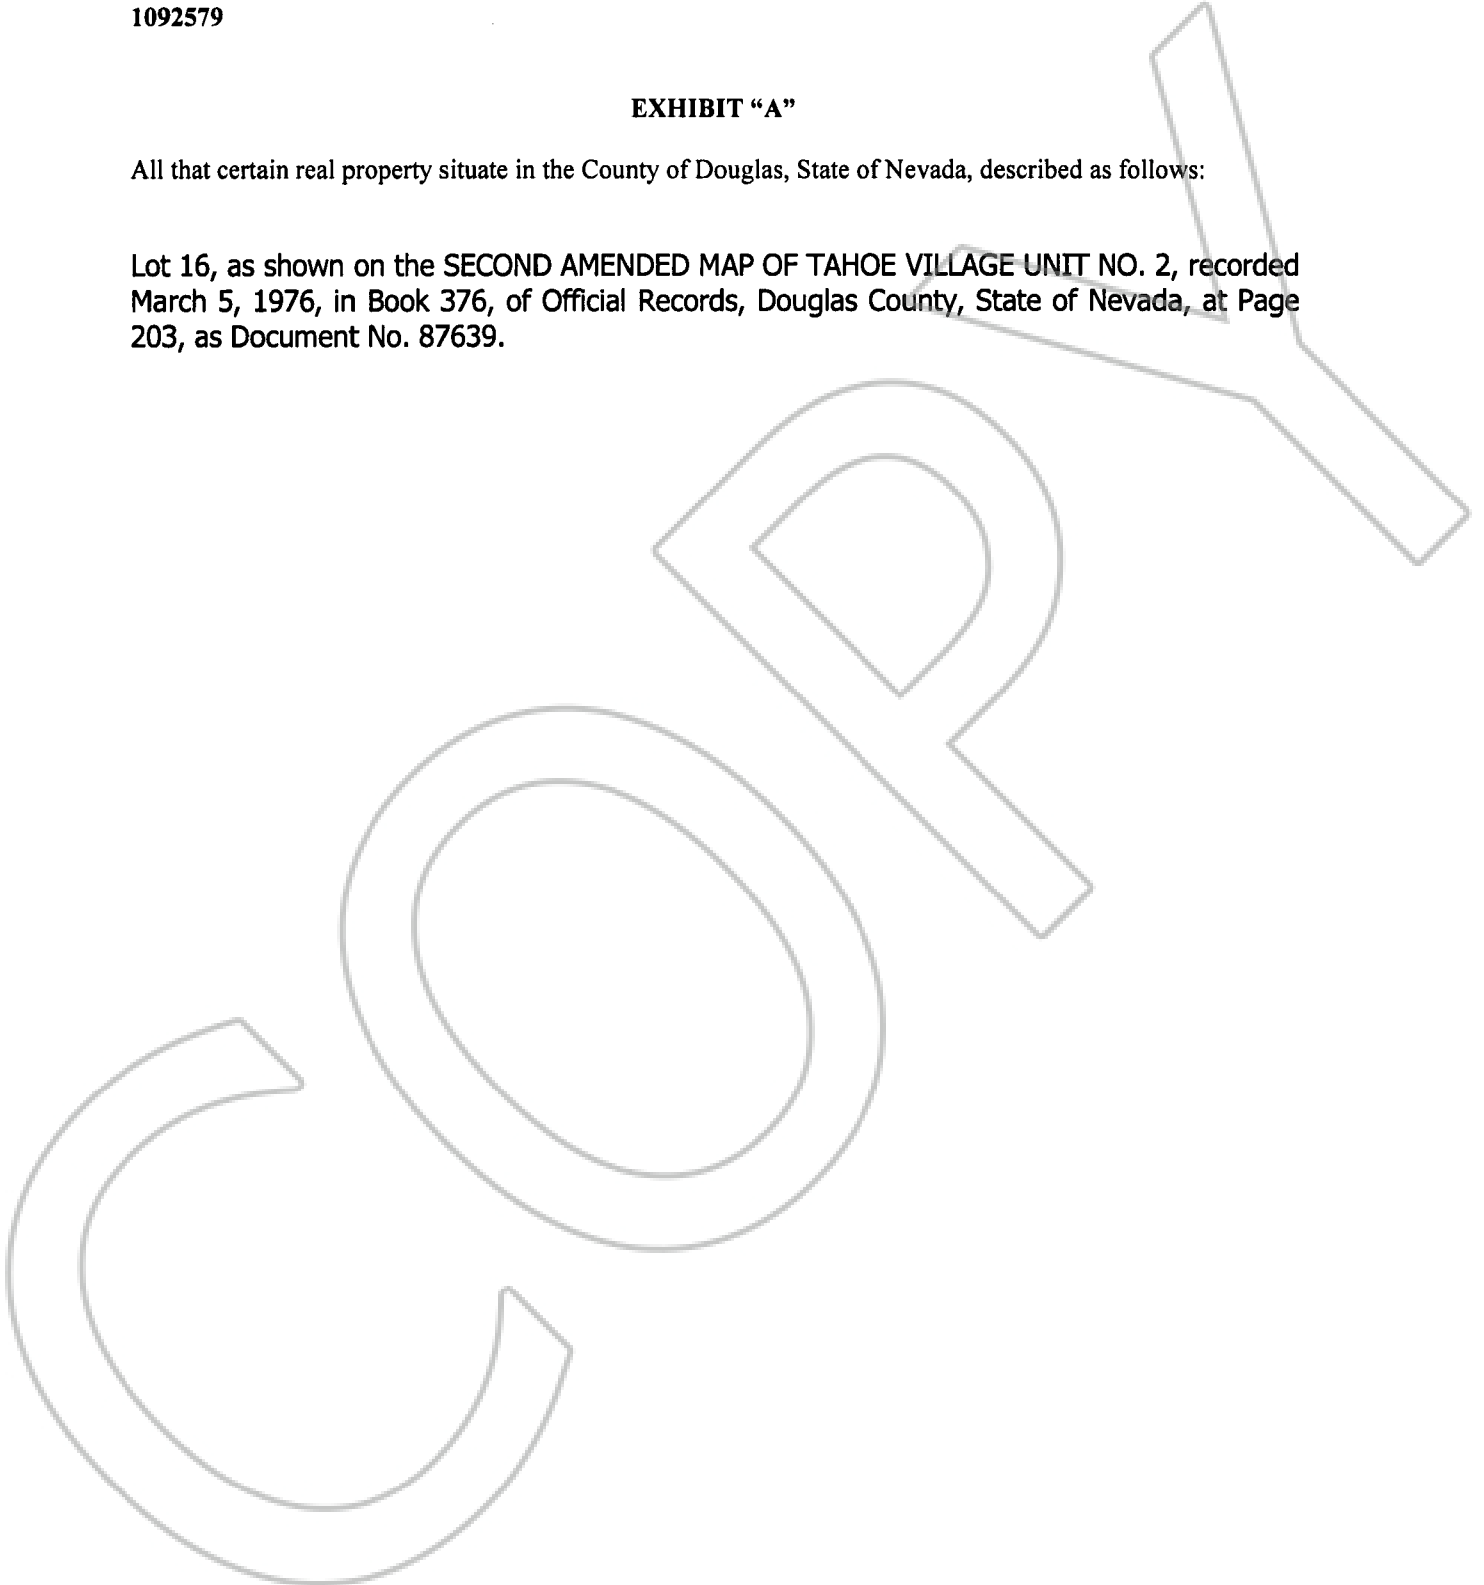 1092579
EXHIBIT “A”
All that certain real property situate in the County of Douglas, State of Nevada, described as follows:
Lot 16, as shown on the SECOND AMENDED MAP OF TAHOE VILLAGE UNIT NO. 2, recorded
March 5, 1976, in Book 376, of Official Records, Douglas County, State of Nevada, at Page
203, as Document No. 87639.
COPY